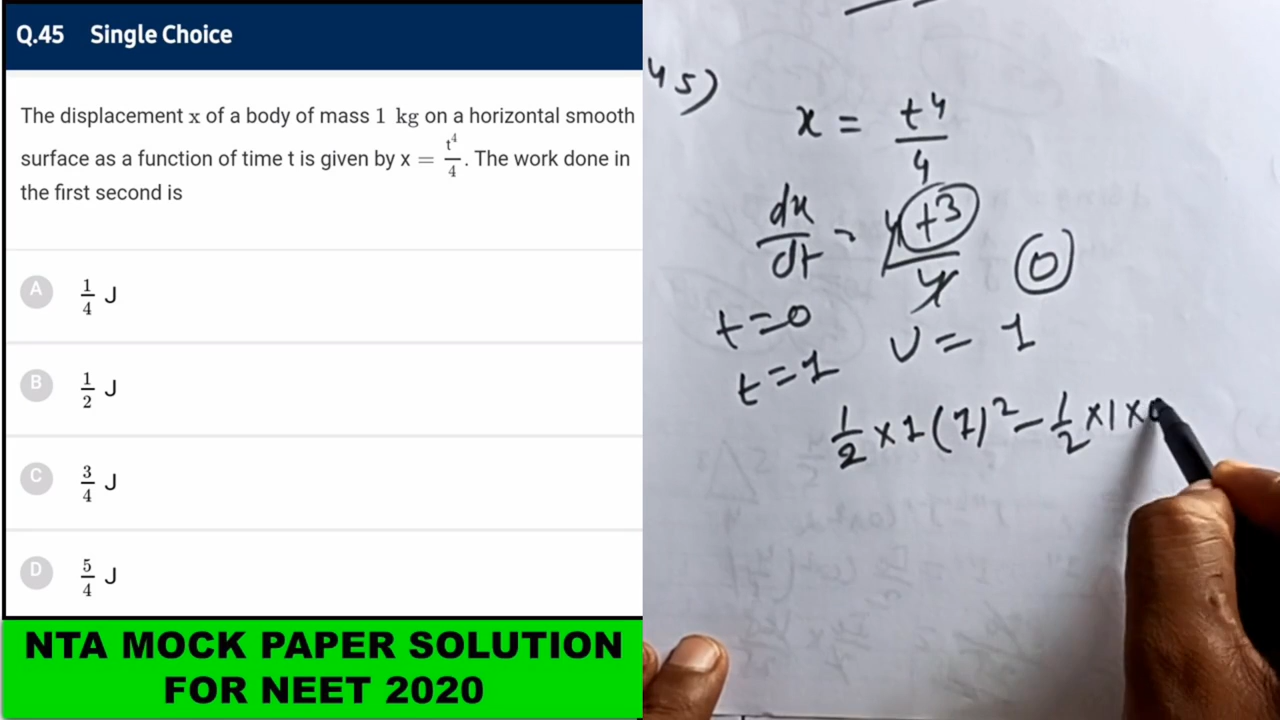 Q.45 Single Choice
The displacement x of a body of mass 1 kg on a horizontal smooth
surface as a function of time t is given by x = t⁴/4. The work done in
the first second is
A 1/4 J
B 1/2 J
C 3/4 J
D 5/4 J
NTA MOCK PAPER SOLUTION
FOR NEET 2020
45)
x = t⁴/4
dx/dt = 4t3/4
0
t=0
t=1 v= 1
1/2 ×1(1)² - 1/2 ×1×